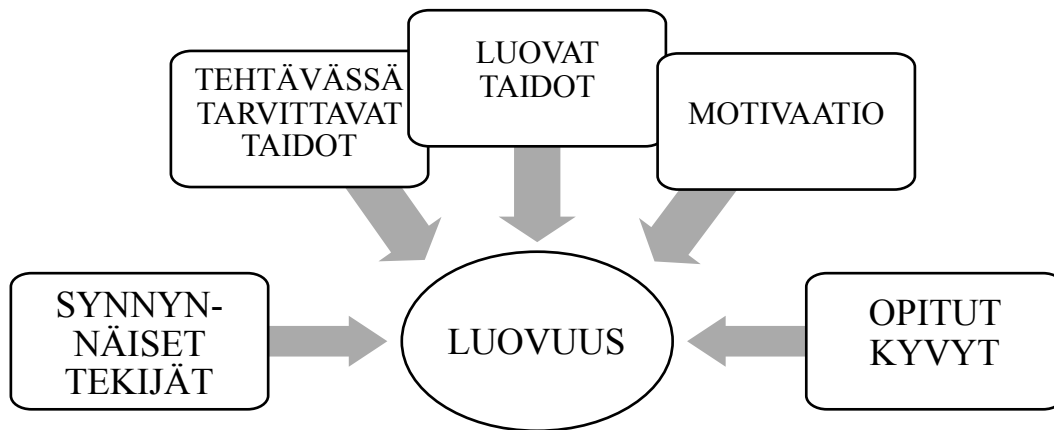 TEHTÄVÄSSÄ
TARVITTAVAT
TAIDOT
LUOVAT
TAIDOT
MOTIVAATIO
SYNNYN-
NÄISET
TEKIJÄT
LUOVUUS
OPITUT
KYVYT